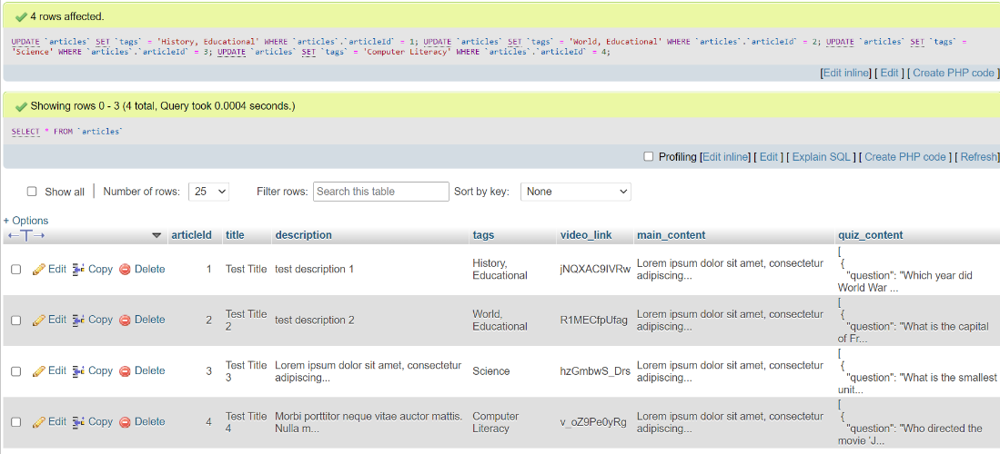 4 rows affected.
UPDATE `articles` SET `tags` = 'History, Educational' WHERE `articles`.`articleId` = 1; UPDATE `articles` SET `tags` = 'World, Educational' WHERE `articles`.`articleId` = 2; UPDATE `articles` SET `tags` =
'Science' WHERE `articles`.`articleId` = 3; UPDATE `articles` SET `tags` = 'Computer Literacy' WHERE `articles`.`articleId` = 4;
[Edit inline] [ Edit ] [ Create PHP code ]
Showing rows 0 - 3 (4 total, Query took 0.0004 seconds.)
SELECT * FROM `articles`
Profiling [Edit inline] [ Edit ] [ Explain SQL ] [ Create PHP code ] [ Refresh]
Show all Number of rows: 25 Filter rows: Search this table Sort by key: None
+ Options
←T→ articleId title description tags video_link main_content quiz_content
Edit Copy Delete 1 Test Title test description 1 History,
Educational jNQXAC9IVRw Lorem ipsum dolor sit amet, consectetur
adipiscing... [
{
"question": "Which year did
World War ...
Edit Copy Delete 2 Test Title
2 test description 2 World,
Educational R1MECfpUfag Lorem ipsum dolor sit amet, consectetur
adipiscing... [
{
"question": "What is the capital
of Fr...
Edit Copy Delete 3 Test Title
3 Lorem ipsum dolor sit amet, consectetur
adipiscing... Science hzGmbwS_Drs Lorem ipsum dolor sit amet, consectetur
adipiscing... [
{
"question": "What is the smallest
unit...
Edit Copy Delete 4 Test Title
4 Morbi porttitor neque vitae auctor mattis.
Nulla m... Computer
Literacy v_oZ9Pe0yRg Lorem ipsum dolor sit amet, consectetur
adipiscing... [
{
"question": "Who directed the
movie 'J...